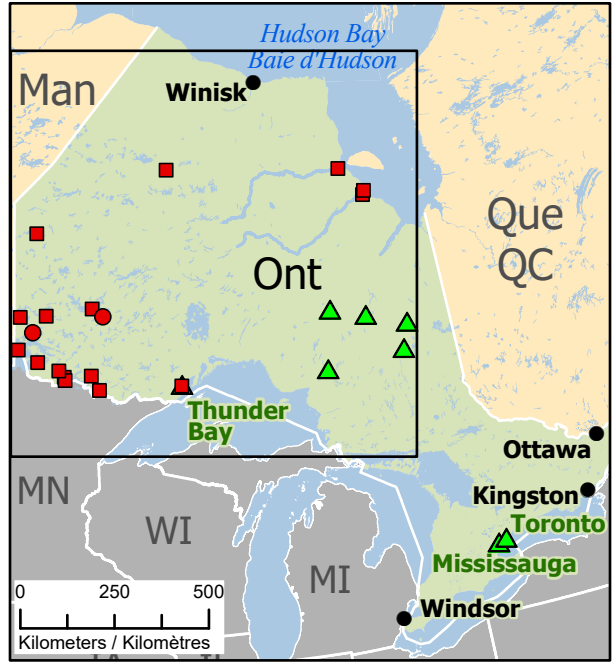 Hudson Bay
Baie d'Hudson
Man
Winisk
Que
QC
Ont
Thunder
Bay
Ottawa
MN
Kingston
WI
Toronto
Mississauga
MI
0 250 500
Windsor
Kilometers / Kilomètres